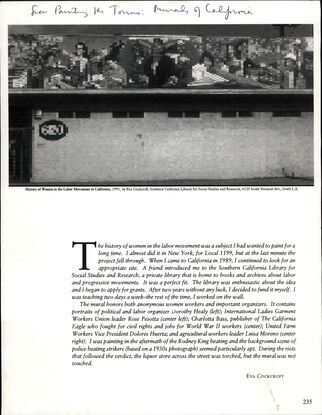 from Painting the Towns: Murals of California
History of Women in the Labor Movement in California, 1991, by Eva Cockcroft, Southern California Library for Social Studies and Research, 6120 South Vermont Ave., South L.A.
The history of women in the labor movement was a subject I had wanted to paint for a
long time. I almost did it in New York, for Local 1199, but at the last minute the
project fell through. When I came to California in 1989, I continued to look for an
appropriate site. A friend introduced me to the Southern California Library for
Social Studies and Research, a private library that is home to books and archives about labor
and progressive movements. It was a perfect fit. The library was enthusiastic about the idea
and I began to apply for grants. After two years without any luck, I decided to fund it myself. I
was teaching two days a week–the rest of the time, I worked on the wall.
The mural honors both anonymous women workers and important organizers. It contains
portraits of political and labor organizer Dorothy Healy (left); International Ladies Garment
Workers Union leader Rose Pesotta (center left); Charlotta Bass, publisher of The California
Eagle who fought for civil rights and jobs for World War II workers (center); United Farm
Workers Vice President Dolores Huerta; and agricultural workers leader Luisa Moreno (center
right). I was painting in the aftermath of the Rodney King beating and the background scene of
police beating strikers (based on a 1930s photograph) seemed particularly apt. During the riots
that followed the verdict, the liquor store across the street was torched, but the mural was not
touched.
EVA COCKCROFT
235